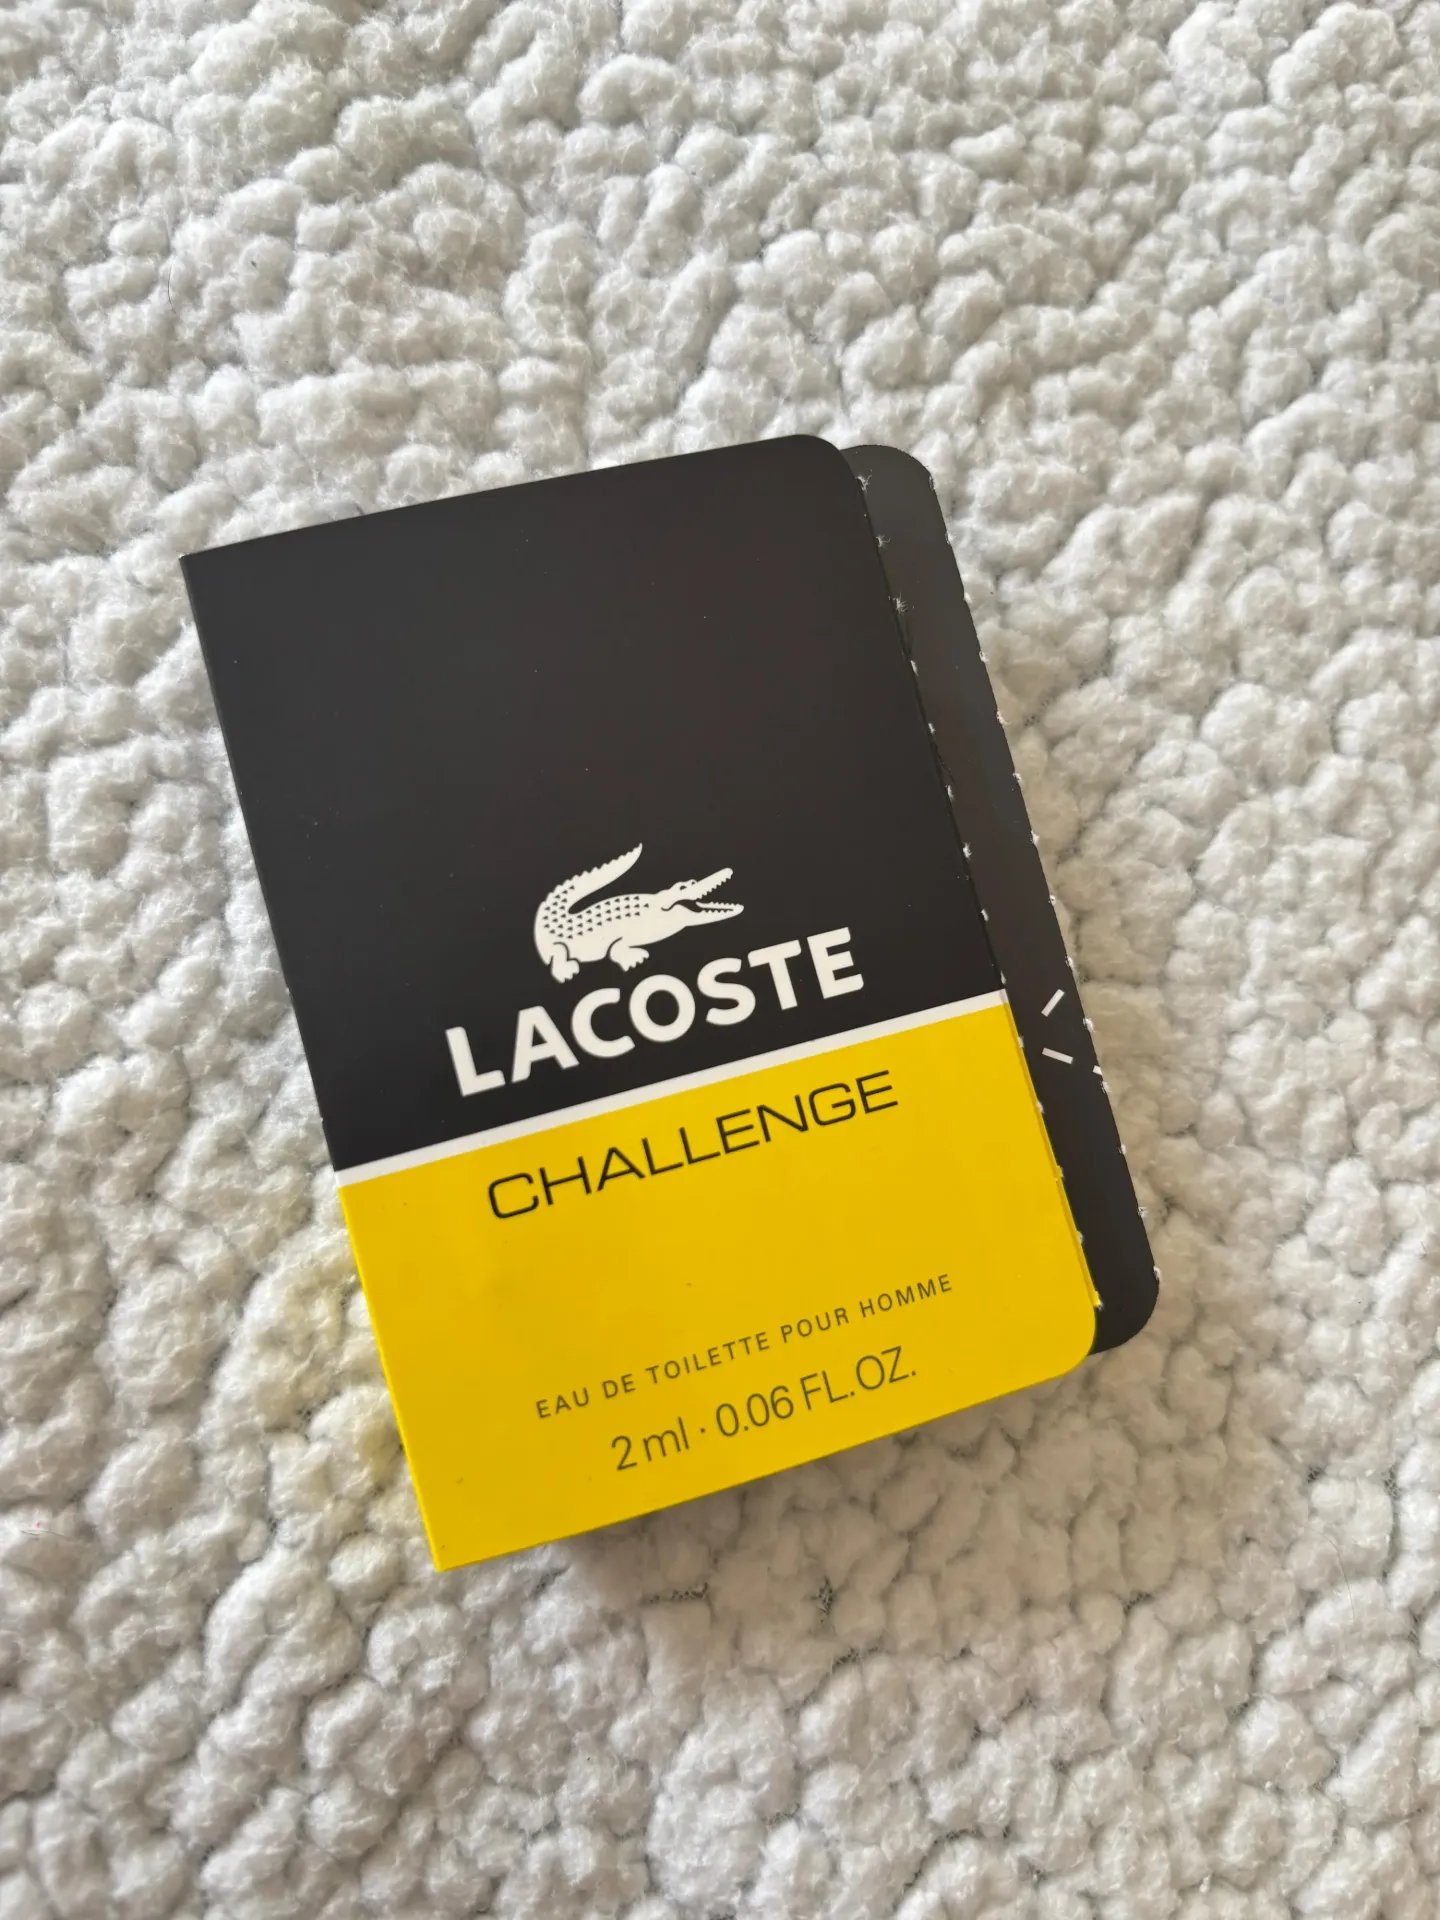 LACOSTE
CHALLENGE
EAU DE TOILETTE POUR HOMME
2 ml · 0.06 FL. OZ.